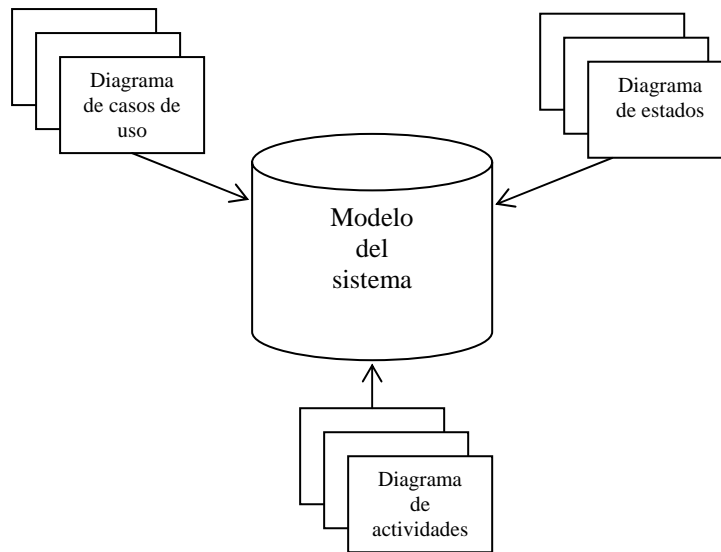 Diagrama
de casos de
uso
Diagrama
de estados
Modelo
del
sistema
Diagrama
de
actividades